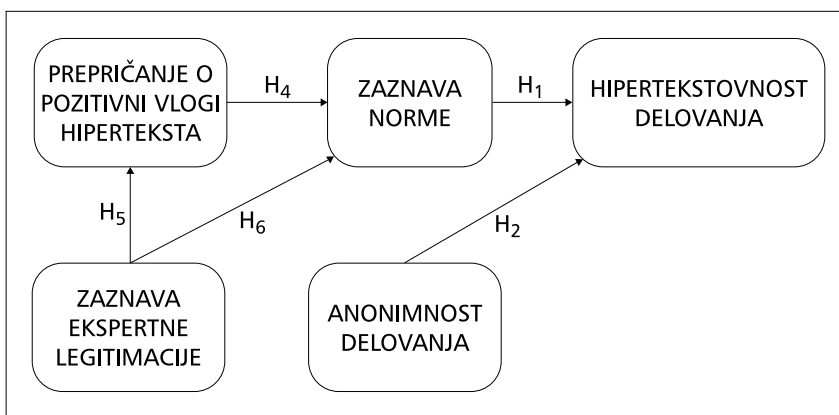 PREPRIČANJE O
POZITIVNI VLOGI
HIPERTEKSTA
H4
ZAZNAVA
NORME
H1
HIPERTEKSTOVNOST
DELOVANJA
H5
H6
H2
ZAZNAVA
EKSPERTNE
LEGITIMACIJE
ANONIMNOST
DELOVANJA